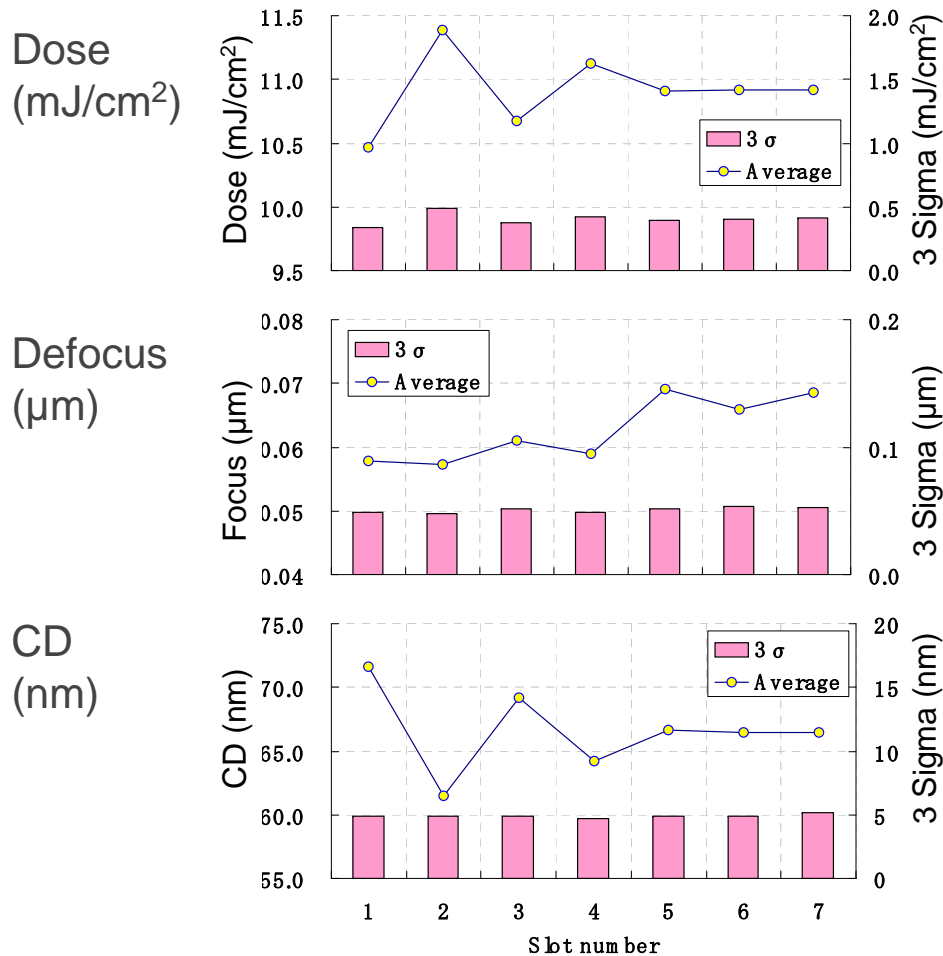 Dose
(mJ/cm²)
Dose (mJ/cm²)
11.5
11.0
10.5
10.0
9.5
3 σ
Average
2.0
1.5
1.0
0.5
0.0
3 Sigma (mJ/cm²)
Defocus
(μm)
Focus (μm)
0.08
0.07
0.06
0.05
0.04
3 σ
Average
0.2
0.1
0.0
3 Sigma (μm)
CD
(nm)
CD (nm)
75.0
70.0
65.0
60.0
55.0
3 σ
Average
20
15
10
5
0
3 Sigma (nm)
1 2 3 4 5 6 7
Slot number